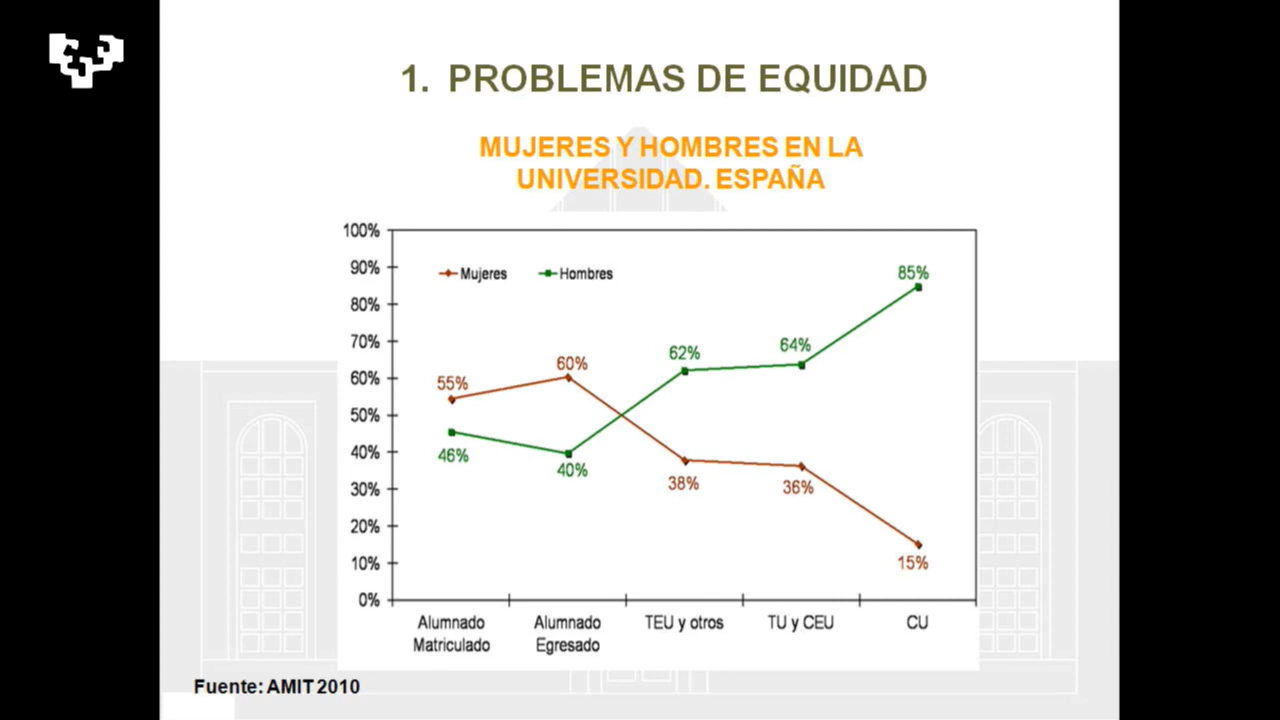 1. PROBLEMAS DE EQUIDAD
MUJERES Y HOMBRES EN LA
UNIVERSIDAD. ESPAÑA
100%
90%
80%
70%
60%
50%
40%
30%
20%
10%
0%
Mujeres
Hombres
55%
60%
38%
36%
15%
46%
40%
62%
64%
85%
Alumnado
Matriculado
Alumnado
Egresado
TEU y otros
TU y CEU
CU
Fuente: AMIT 2010